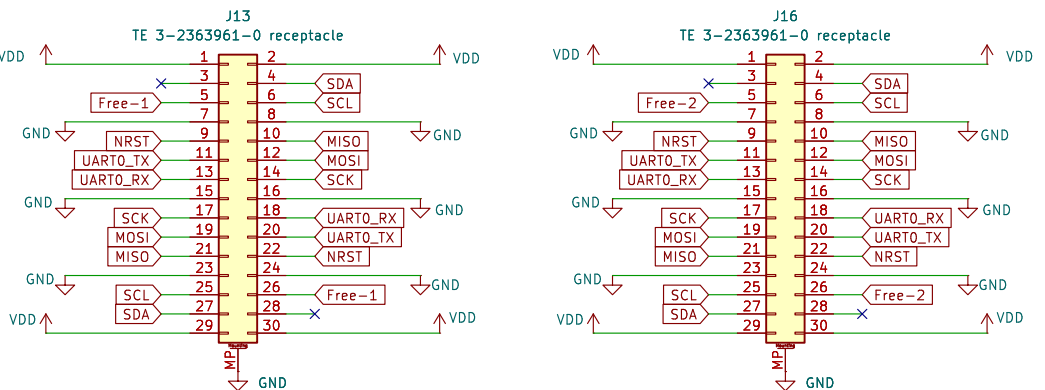 J13
TE 3-2363961-0 receptacle
VDD 1 2 VDD
3 4 SDA
Free-1 5 6 SCL
GND 7 8 GND
NRST 9 10 MISO
UART0_TX 11 12 MOSI
UART0_RX 13 14 SCK
GND 15 16 GND
SCK 17 18 UART0_RX
MOSI 19 20 UART0_TX
MISO 21 22 NRST
GND 23 24 GND
SCL 25 26 Free-1
SDA 27 28
VDD 29 30 VDD
MP
GND
J16
TE 3-2363961-0 receptacle
VDD 1 2 VDD
3 4 SDA
Free-2 5 6 SCL
GND 7 8 GND
NRST 9 10 MISO
UART0_TX 11 12 MOSI
UART0_RX 13 14 SCK
GND 15 16 GND
SCK 17 18 UART0_RX
MOSI 19 20 UART0_TX
MISO 21 22 NRST
GND 23 24 GND
SCL 25 26 Free-2
SDA 27 28
VDD 29 30 VDD
MP
GND